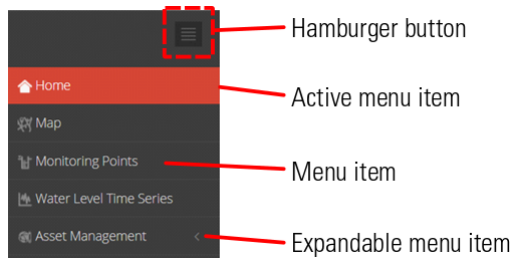 Hamburger button
Home
Active menu item
Map
Monitoring Points
Menu item
Water Level Time Series
Asset Management
Expandable menu item